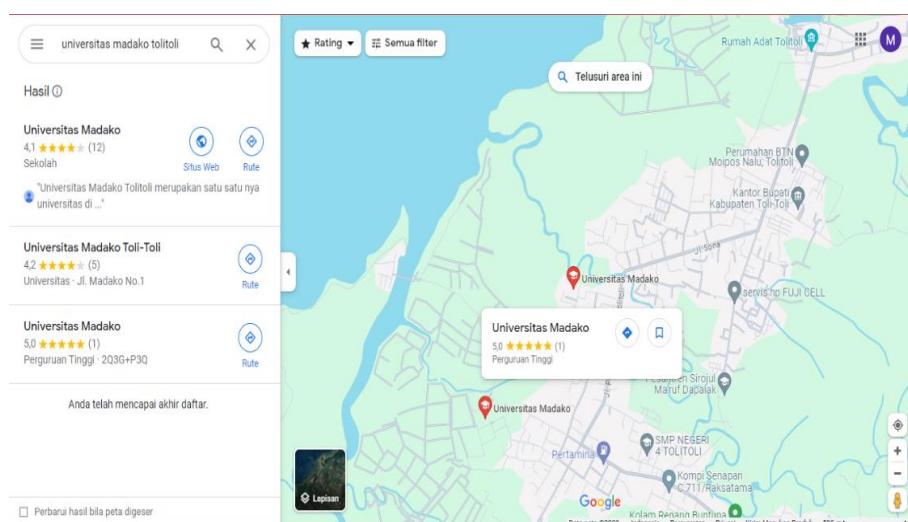 universitas madako tolitoli
Hasil
Universitas Madako
4,1 (12)
Sekolah
Situs Web
Rute
"Universitas Madako Tolitoli merupakan satu satu nya
universitas di ..."
Universitas Madako Toli-Toli
4,2 (5)
Universitas · Jl. Madako No.1
Rute
Universitas Madako
5,0 (1)
Perguruan Tinggi · 2Q3G+P3Q
Rute
Anda telah mencapai akhir daftar.
Perbarui hasil bila peta digeser
Rating
Semua filter
Telusuri area ini
Rumah Adat Tolitoli
M
Perumahan BTN
Moipos Nalu, Tolitoli
Kantor Bupati
Kabupaten Toli-Toli
Jl Sona
Universitas Madako
servis hp FUJI CELL
Universitas Madako
5,0 (1)
Perguruan Tinggi
Pesantren Sirojul
Ma'ruf Dapalak
Universitas Madako
SMP NEGERI
4 TOLITOLI
Pertamina
Kompi Senapan
C 711/Raksatama
Lapisan
Google
Kolam Renang Buntuna